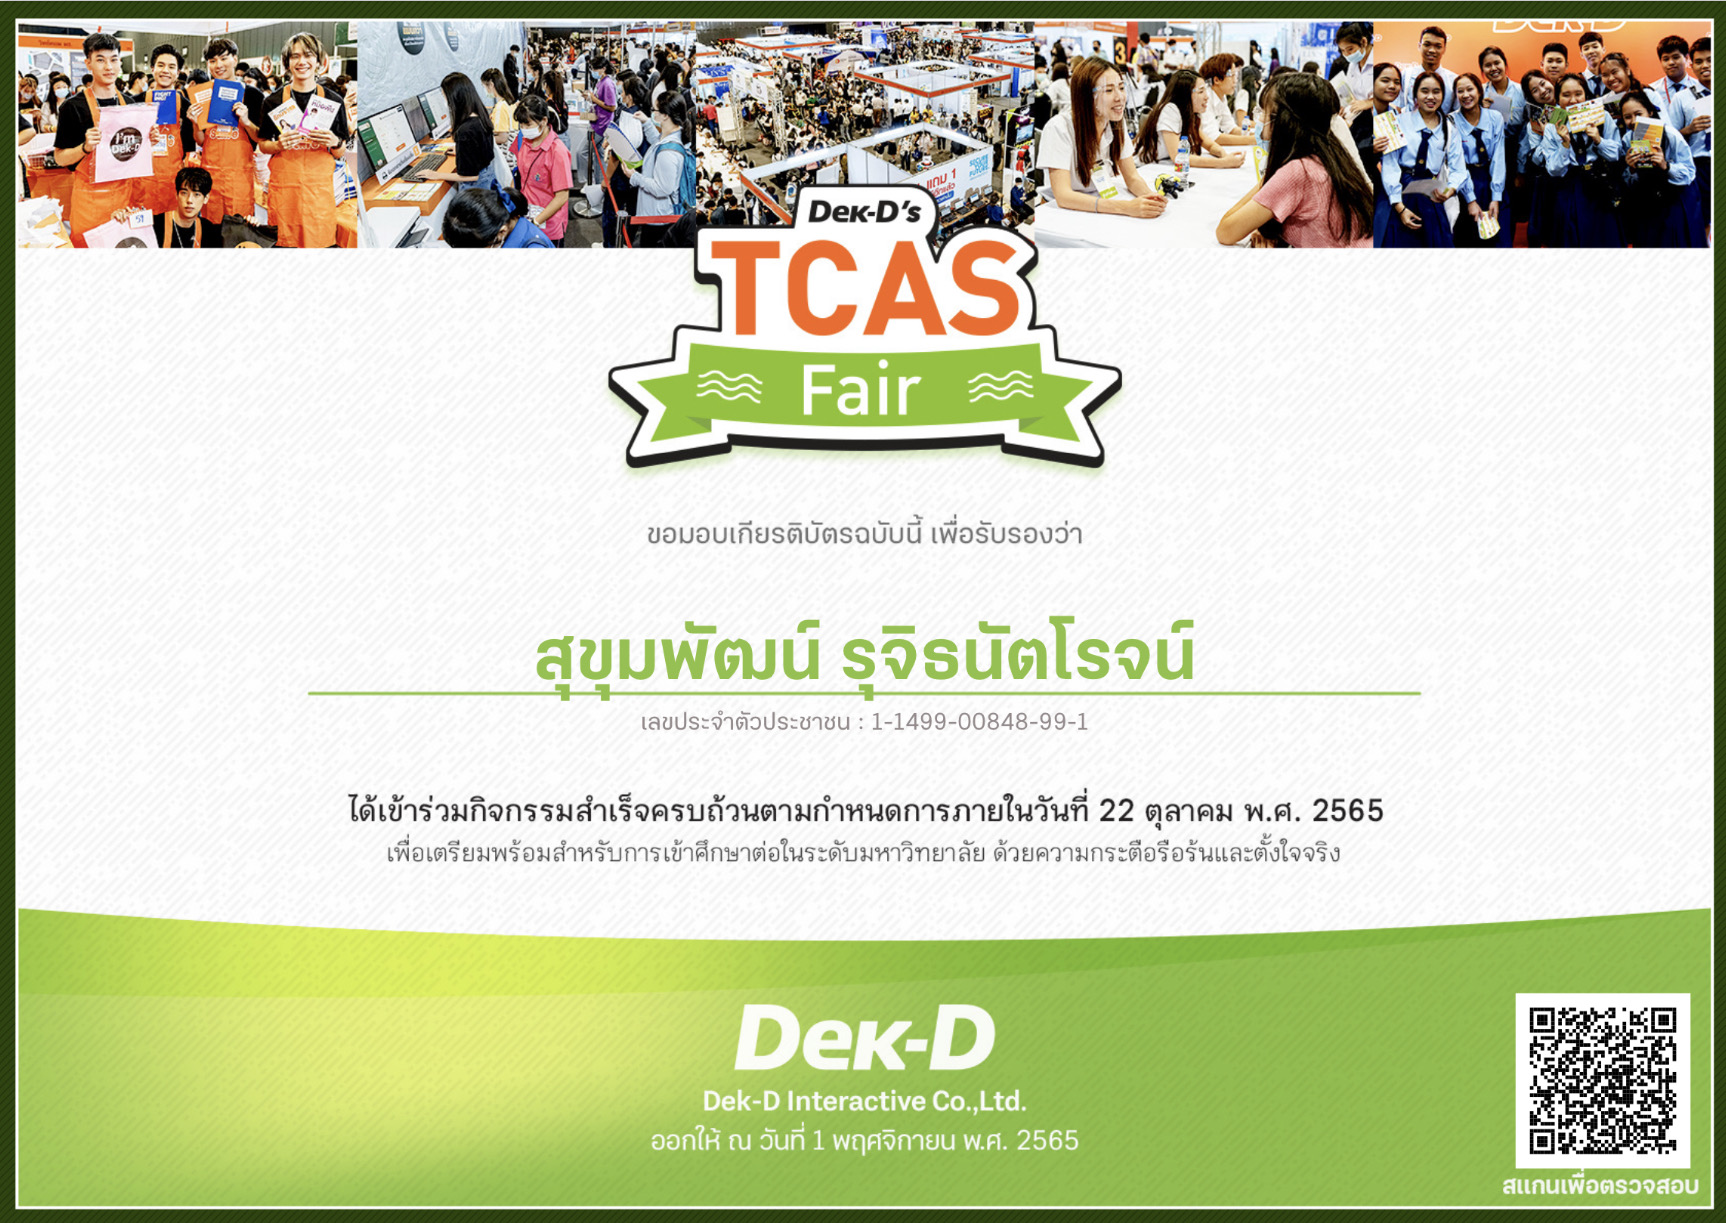 Dek-D
FIGHT DIG!
I'm Dek-D
51
3
แถม 1
Dek-D's
TCAS
Fair
ขอมอบเกียรติบัตรฉบับนี้ เพื่อรับรองว่า
สุขุมพัฒน์ รุจิรนัตโรจน์
เลขประจำตัวประชาชน : 1-1499-00848-99-1
ได้เข้าร่วมกิจกรรมสำเร็จครบถ้วนตามกำหนดการภายในวันที่ 22 ตุลาคม พ.ศ. 2565
เพื่อเตรียมพร้อมสำหรับการเข้าศึกษาต่อในระดับมหาวิทยาลัย ด้วยความกระตือรือร้นและตั้งใจจริง
Dek-D
Dek-D Interactive Co.,Ltd.
ออกให้ ณ วันที่ 1 พฤศจิกายน พ.ศ. 2565
สแกนเพื่อตรวจสอบ